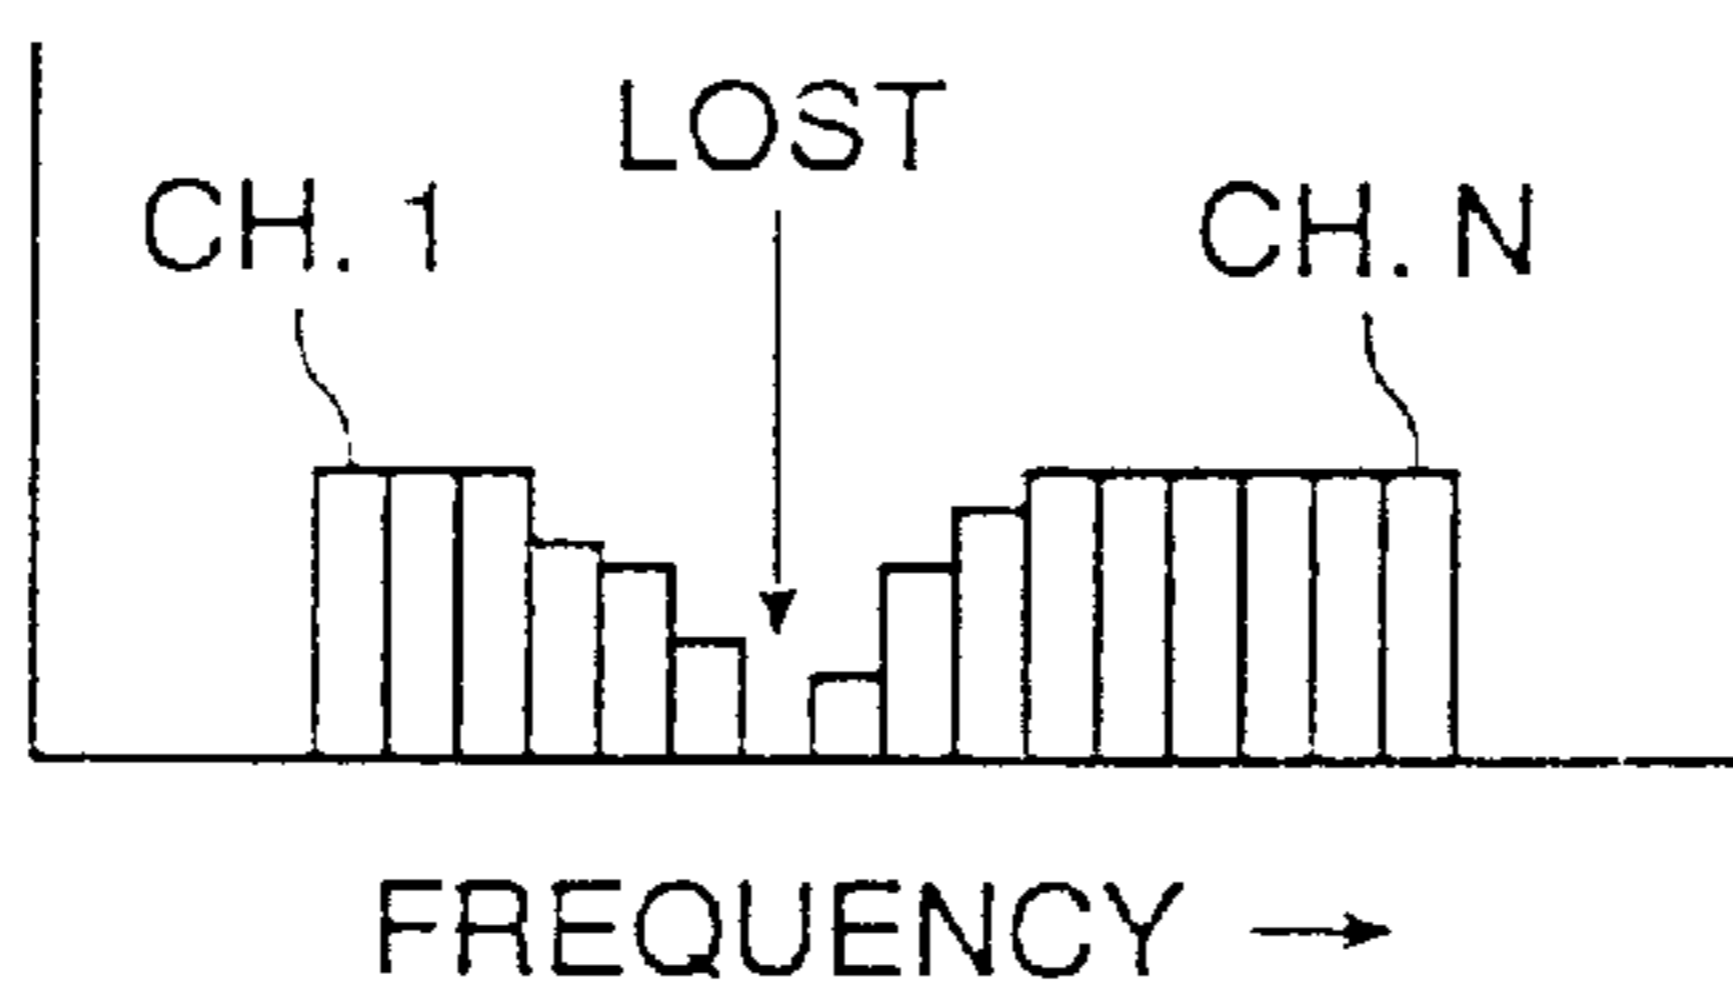 LOST
CH. 1
CH. N
FREQUENCY →